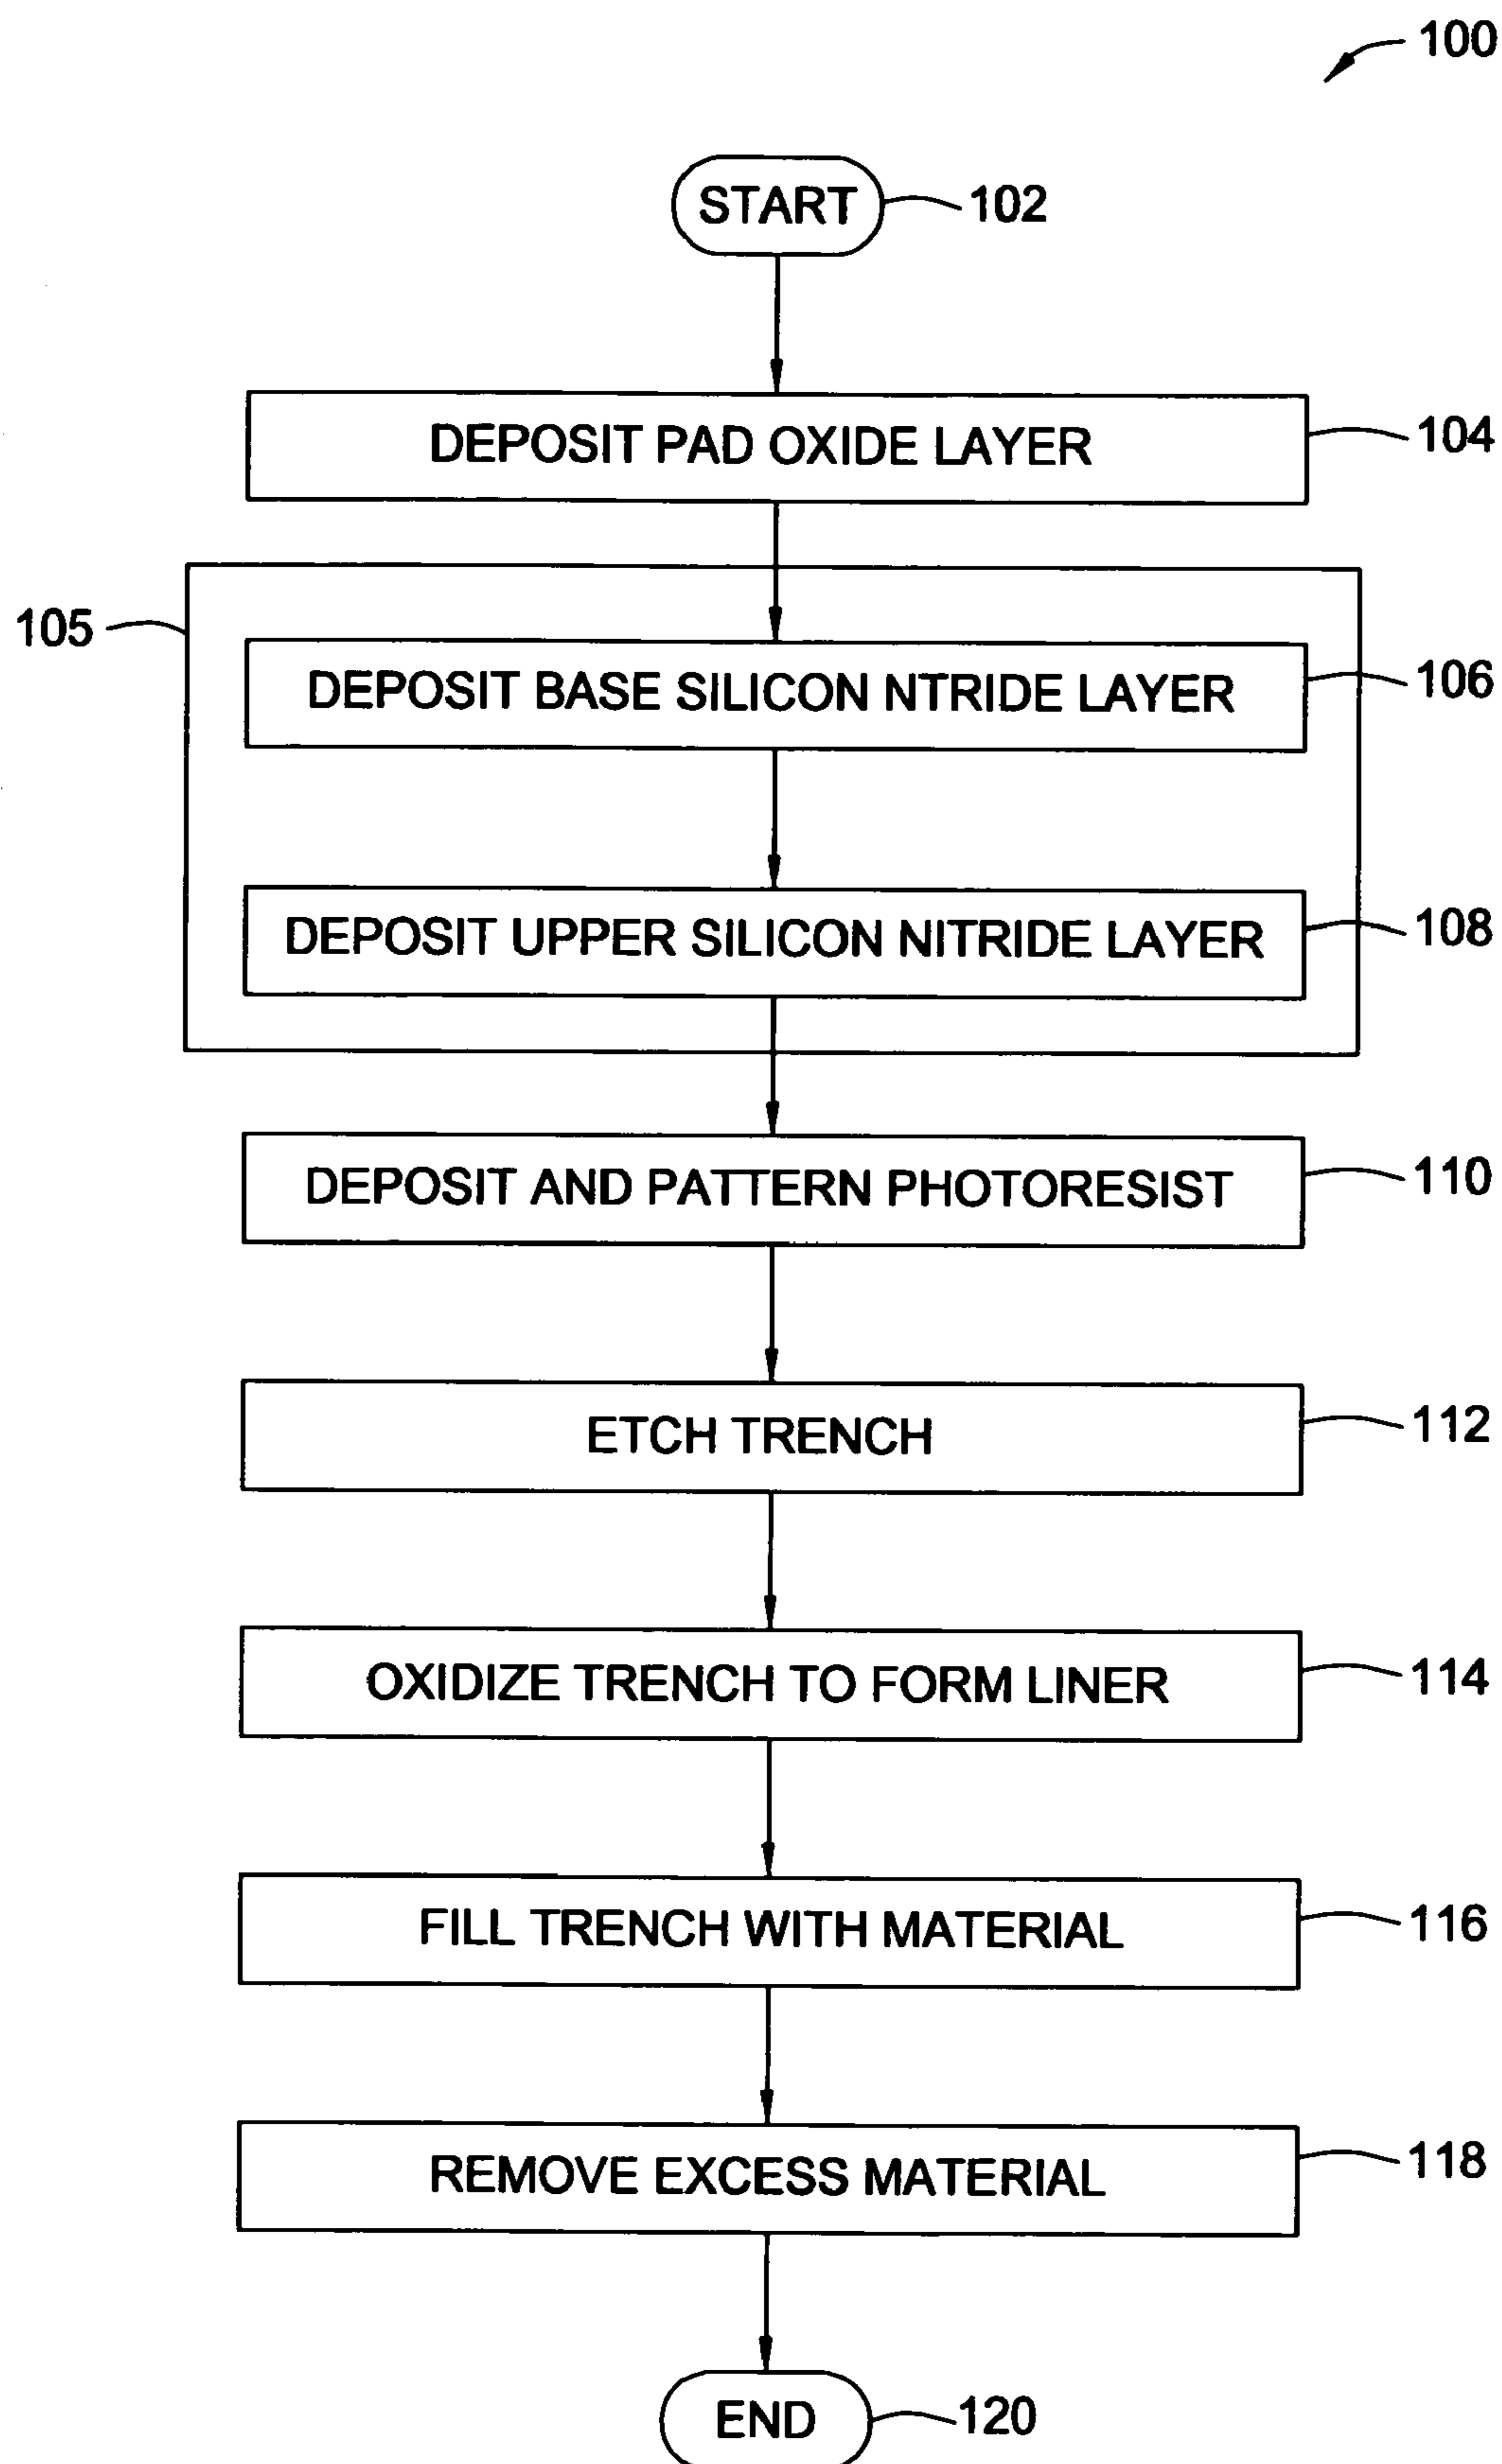 100
START 102
DEPOSIT PAD OXIDE LAYER 104
105
DEPOSIT BASE SILICON NTRIDE LAYER 106
DEPOSIT UPPER SILICON NITRIDE LAYER 108
DEPOSIT AND PATTERN PHOTORESIST 110
ETCH TRENCH 112
OXIDIZE TRENCH TO FORM LINER 114
FILL TRENCH WITH MATERIAL 116
REMOVE EXCESS MATERIAL 118
END 120